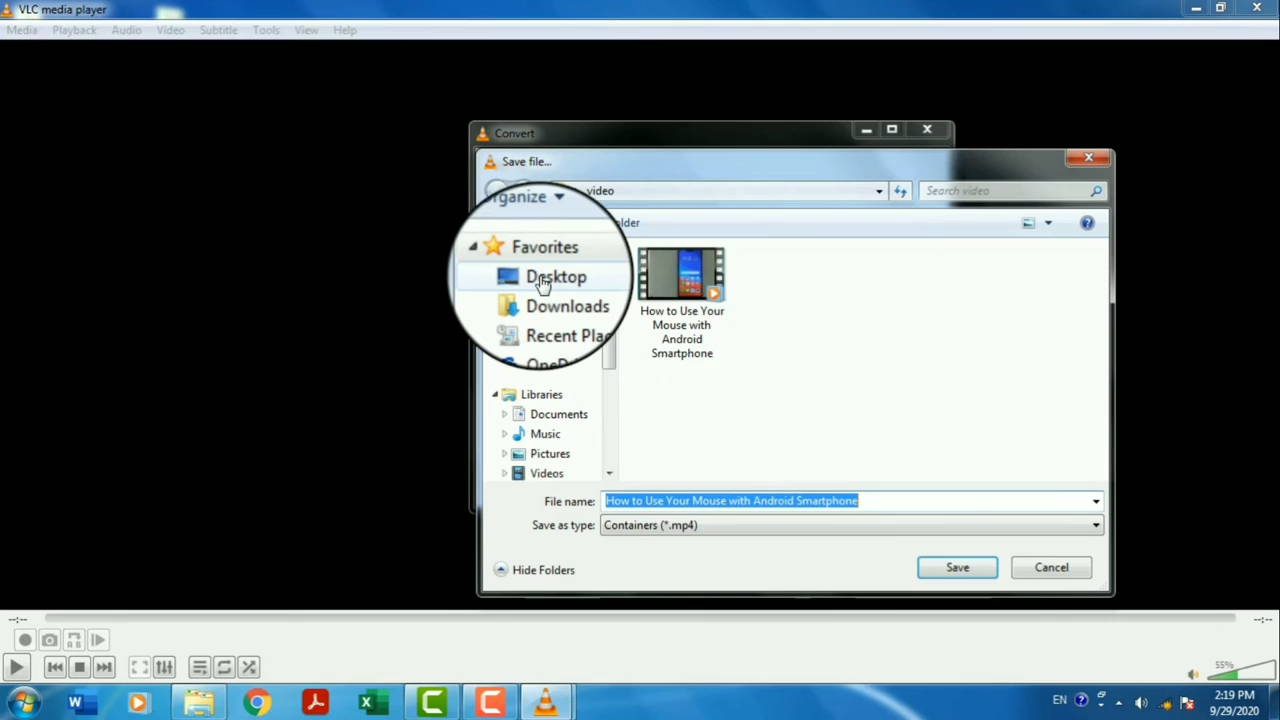 VLC media player
Media Playback Audio Video Subtitle Tools View Help
Convert
Save file...
video
Search video
rganize
lder
Favorites
Desktop
Downloads
Recent Plac
OneD
Libraries
Documents
Music
Pictures
Videos
How to Use Your
Mouse with
Android
Smartphone
File name: How to Use Your Mouse with Android Smartphone
Save as type: Containers (*.mp4)
Hide Folders
Save
Cancel
--:--
--:--
55%
EN
2:19 PM
9/29/2020